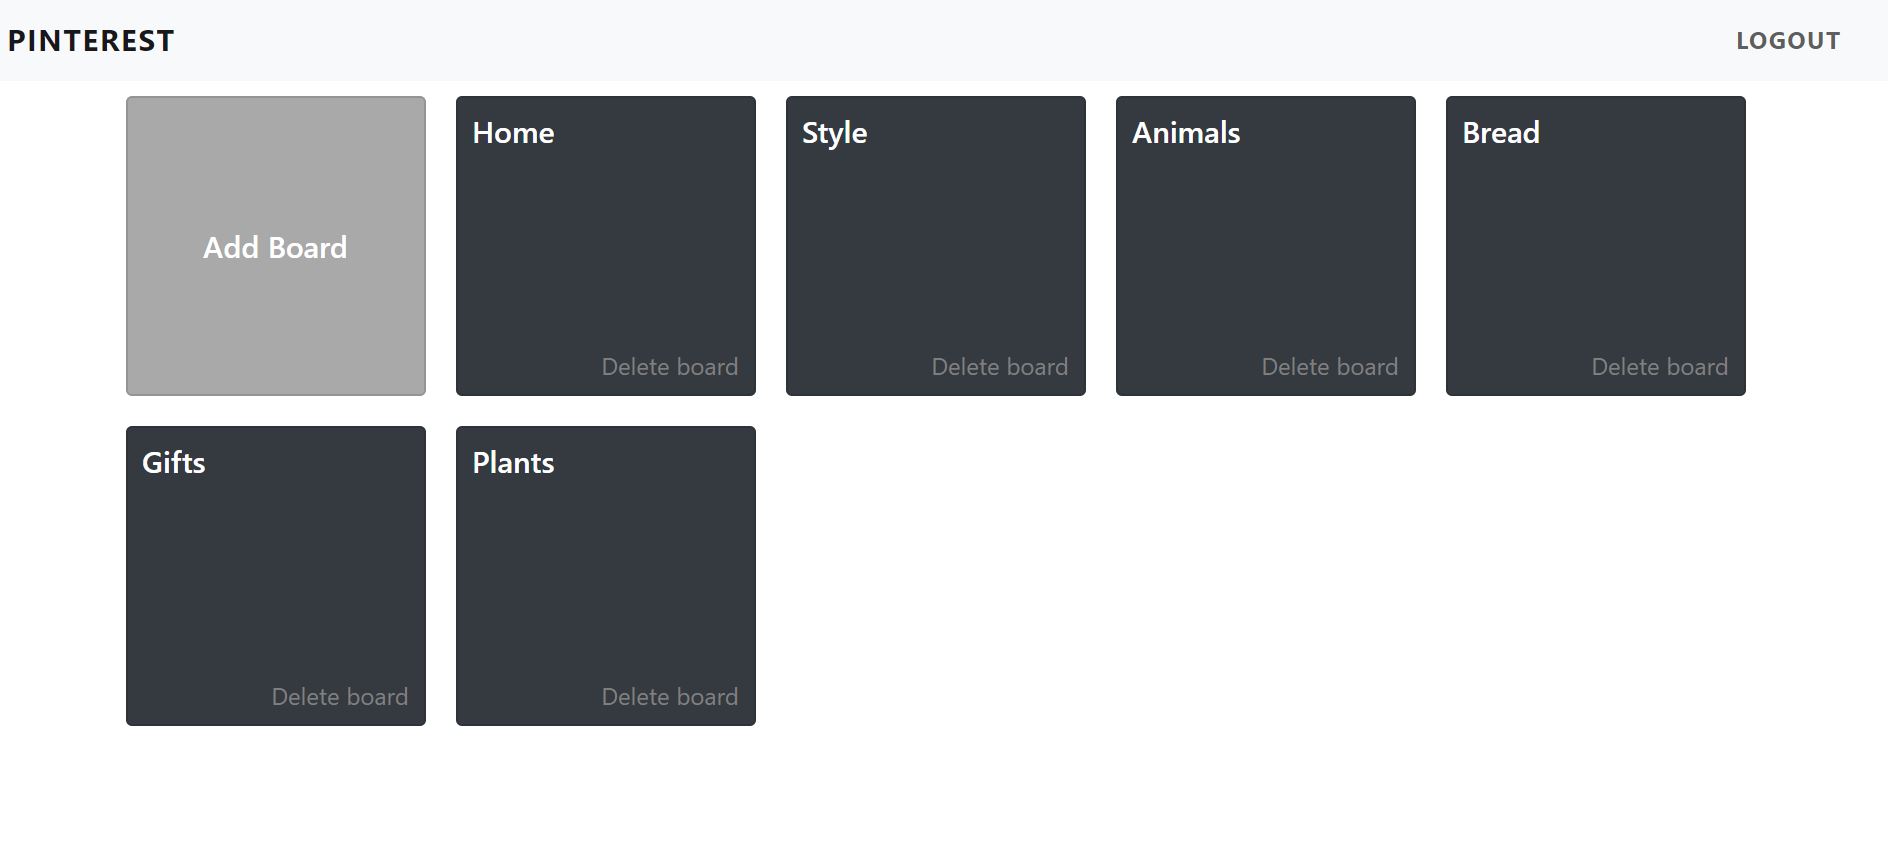 PINTEREST
LOGOUT
Add Board
Home
Delete board
Style
Delete board
Animals
Delete board
Bread
Delete board
Gifts
Delete board
Plants
Delete board